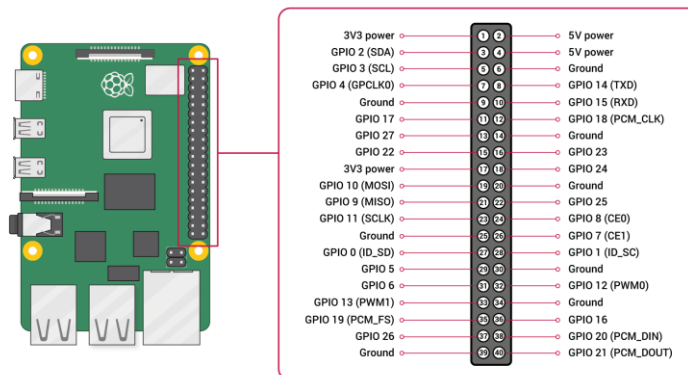 3V3 power 1 2 5V power
GPIO 2 (SDA) 3 4 5V power
GPIO 3 (SCL) 5 6 Ground
GPIO 4 (GPCLK0) 7 8 GPIO 14 (TXD)
Ground 9 10 GPIO 15 (RXD)
GPIO 17 11 12 GPIO 18 (PCM_CLK)
GPIO 27 13 14 Ground
GPIO 22 15 16 GPIO 23
3V3 power 17 18 GPIO 24
GPIO 10 (MOSI) 19 20 Ground
GPIO 9 (MISO) 21 22 GPIO 25
GPIO 11 (SCLK) 23 24 GPIO 8 (CE0)
Ground 25 26 GPIO 7 (CE1)
GPIO 0 (ID_SD) 27 28 GPIO 1 (ID_SC)
GPIO 5 29 30 Ground
GPIO 6 31 32 GPIO 12 (PWM0)
GPIO 13 (PWM1) 33 34 Ground
GPIO 19 (PCM_FS) 35 36 GPIO 16
GPIO 26 37 38 GPIO 20 (PCM_DIN)
Ground 39 40 GPIO 21 (PCM_DOUT)